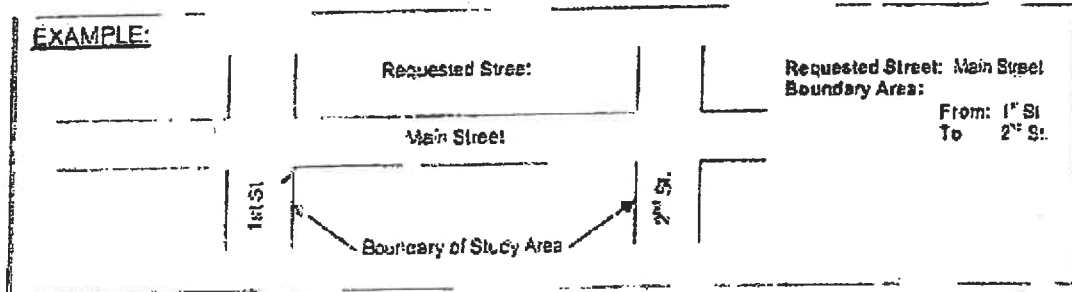 EXAMPLE:
Requested Street:
Requested Street: Main Street
Boundary Area:
From: 1st St
To 2nd St.
Main Street
1st St
2nd St.
Boundary of Study Area